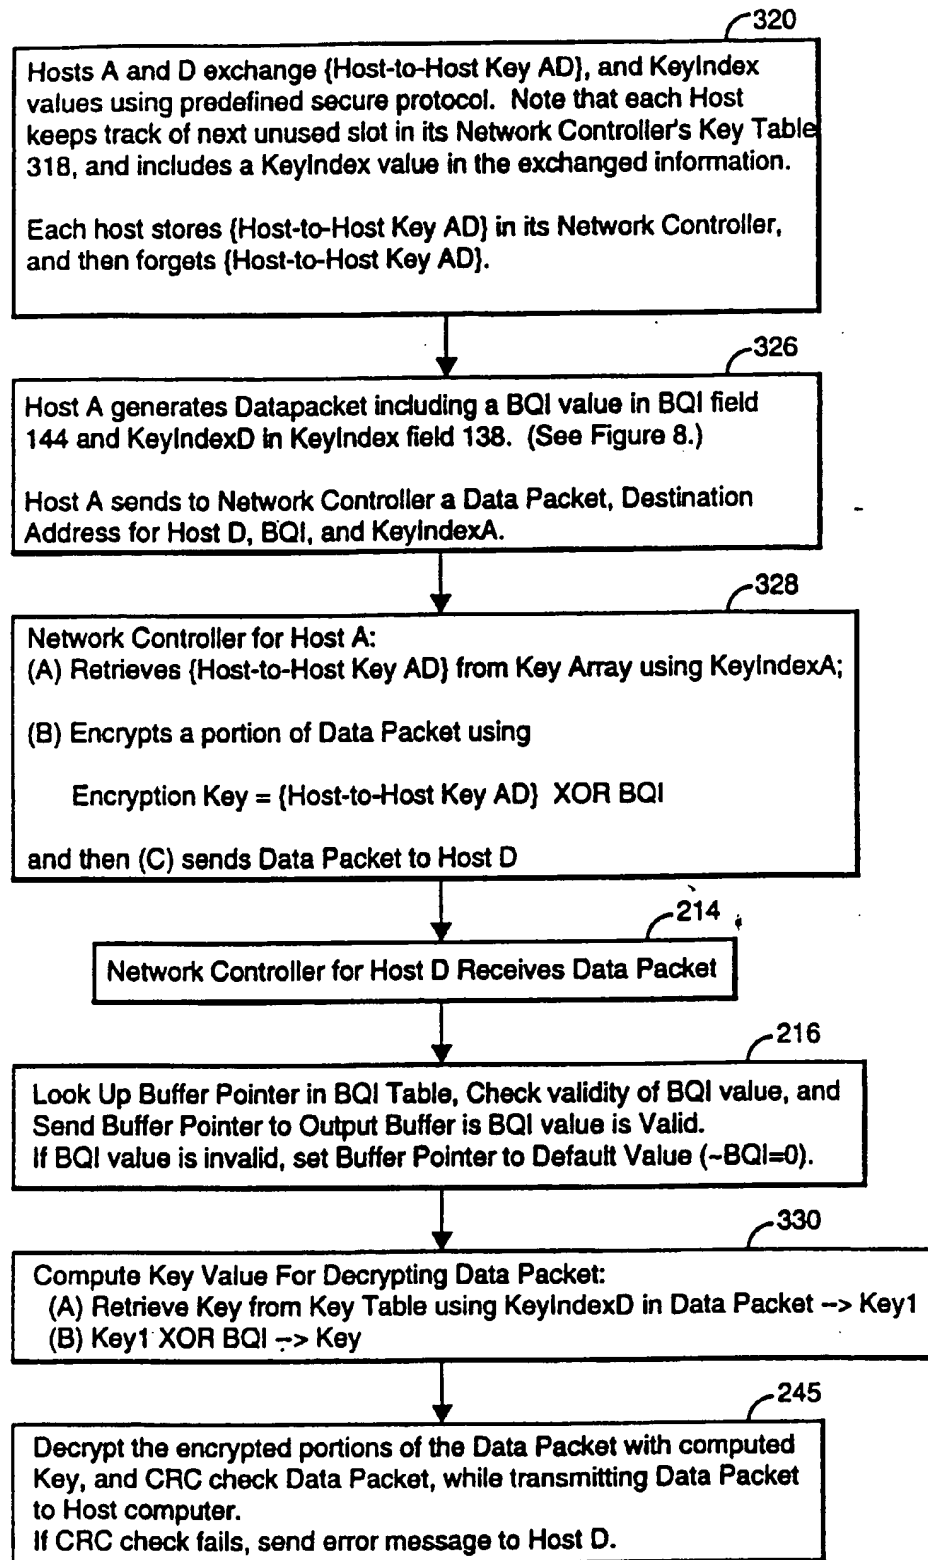 320
Hosts A and D exchange {Host-to-Host Key AD}, and KeyIndex
values using predefined secure protocol. Note that each Host
keeps track of next unused slot in its Network Controller's Key Table
318, and includes a KeyIndex value in the exchanged information.
Each host stores {Host-to-Host Key AD} in its Network Controller,
and then forgets {Host-to-Host Key AD}.
326
Host A generates Datapacket including a BQI value in BQI field
144 and KeyIndexD in KeyIndex field 138. (See Figure 8.)
Host A sends to Network Controller a Data Packet, Destination
Address for Host D, BQI, and KeyIndexA.
328
Network Controller for Host A:
(A) Retrieves {Host-to-Host Key AD} from Key Array using KeyIndexA;
(B) Encrypts a portion of Data Packet using
Encryption Key = {Host-to-Host Key AD} XOR BQI
and then (C) sends Data Packet to Host D
214
Network Controller for Host D Receives Data Packet
216
Look Up Buffer Pointer in BQI Table, Check validity of BQI value, and
Send Buffer Pointer to Output Buffer is BQI value is Valid.
If BQI value is invalid, set Buffer Pointer to Default Value (~BQI=0).
330
Compute Key Value For Decrypting Data Packet:
(A) Retrieve Key from Key Table using KeyIndexD in Data Packet --> Key1
(B) Key1 XOR BQI --> Key
245
Decrypt the encrypted portions of the Data Packet with computed
Key, and CRC check Data Packet, while transmitting Data Packet
to Host computer.
If CRC check fails, send error message to Host D.